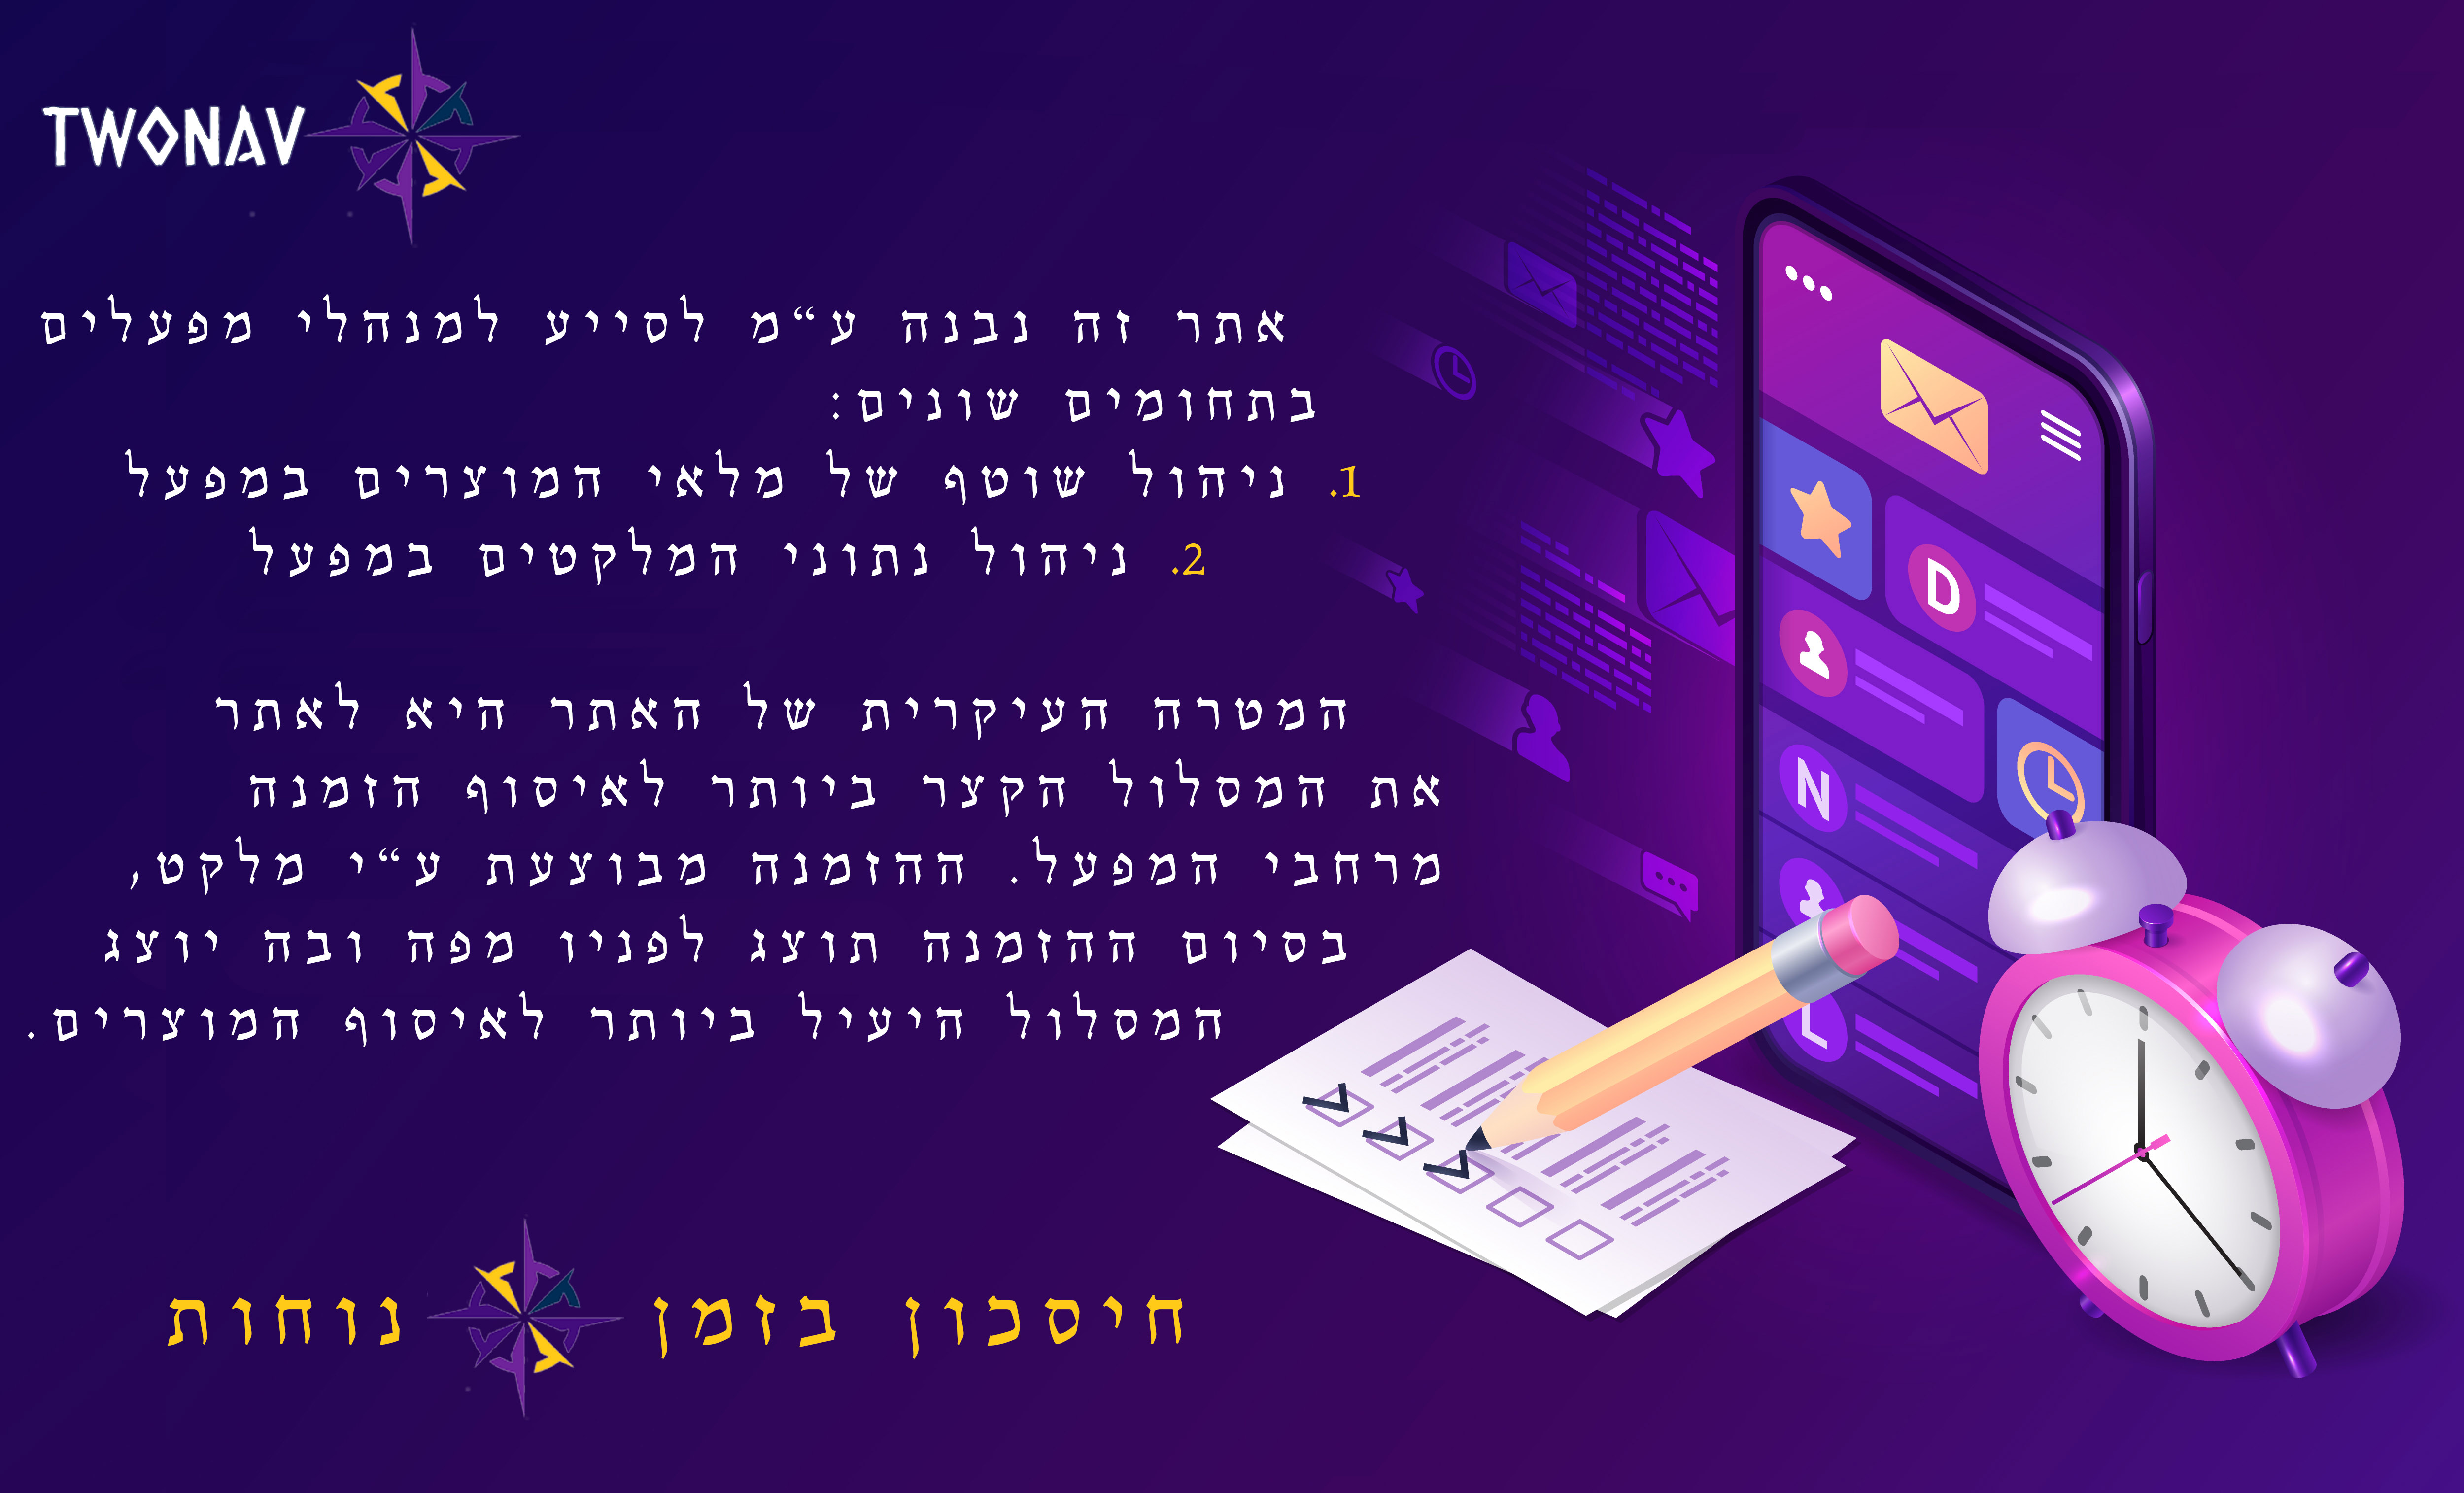 TWONAV
אתר זה נבנה ע“מ לסייע למנהלי מפעלים
בתחומים שונים:
1. ניהול שוטף של מלאי המוצרים במפעל
2. ניהול נתוני המלקטים במפעל
המטרה העיקרית של האתר היא לאתר
את המסלול הקצר ביותר לאיסוף הזמנה
מרחבי המפעל. ההזמנה מבוצעת ע“י מלקט,
בסיום ההזמנה תוצג לפניו מפה ובה יוצג
המסלול היעיל ביותר לאיסוף המוצרים.
חיסכון בזמן נוחות
D
N
L